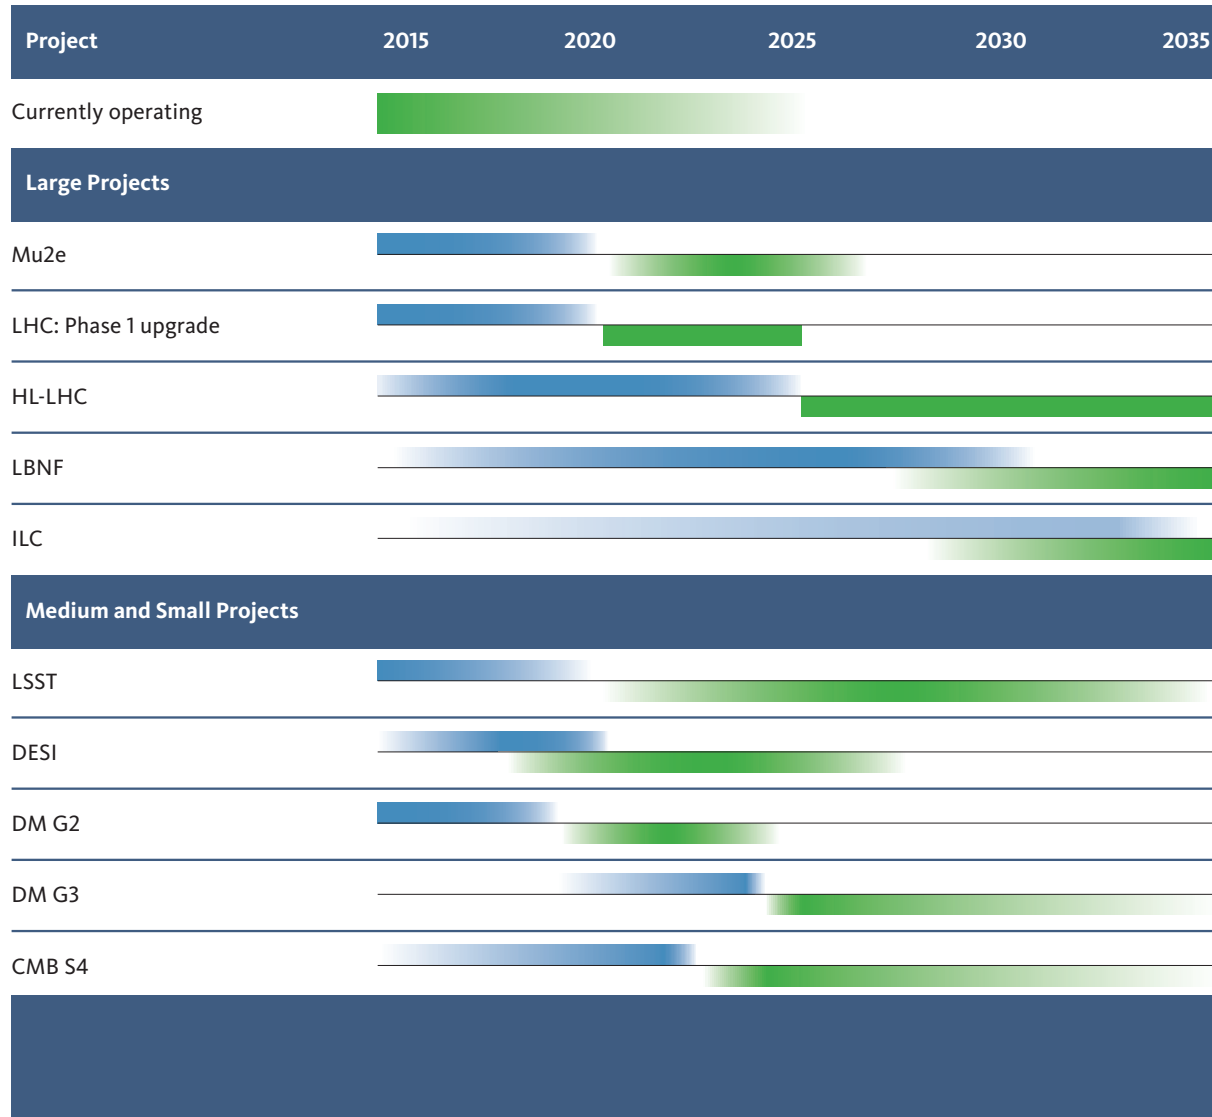 Project 2015 2020 2025 2030 2035
Currently operating
Large Projects
Mu2e
LHC: Phase 1 upgrade
HL-LHC
LBNF
ILC
Medium and Small Projects
LSST
DESI
DM G2
DM G3
CMB S4